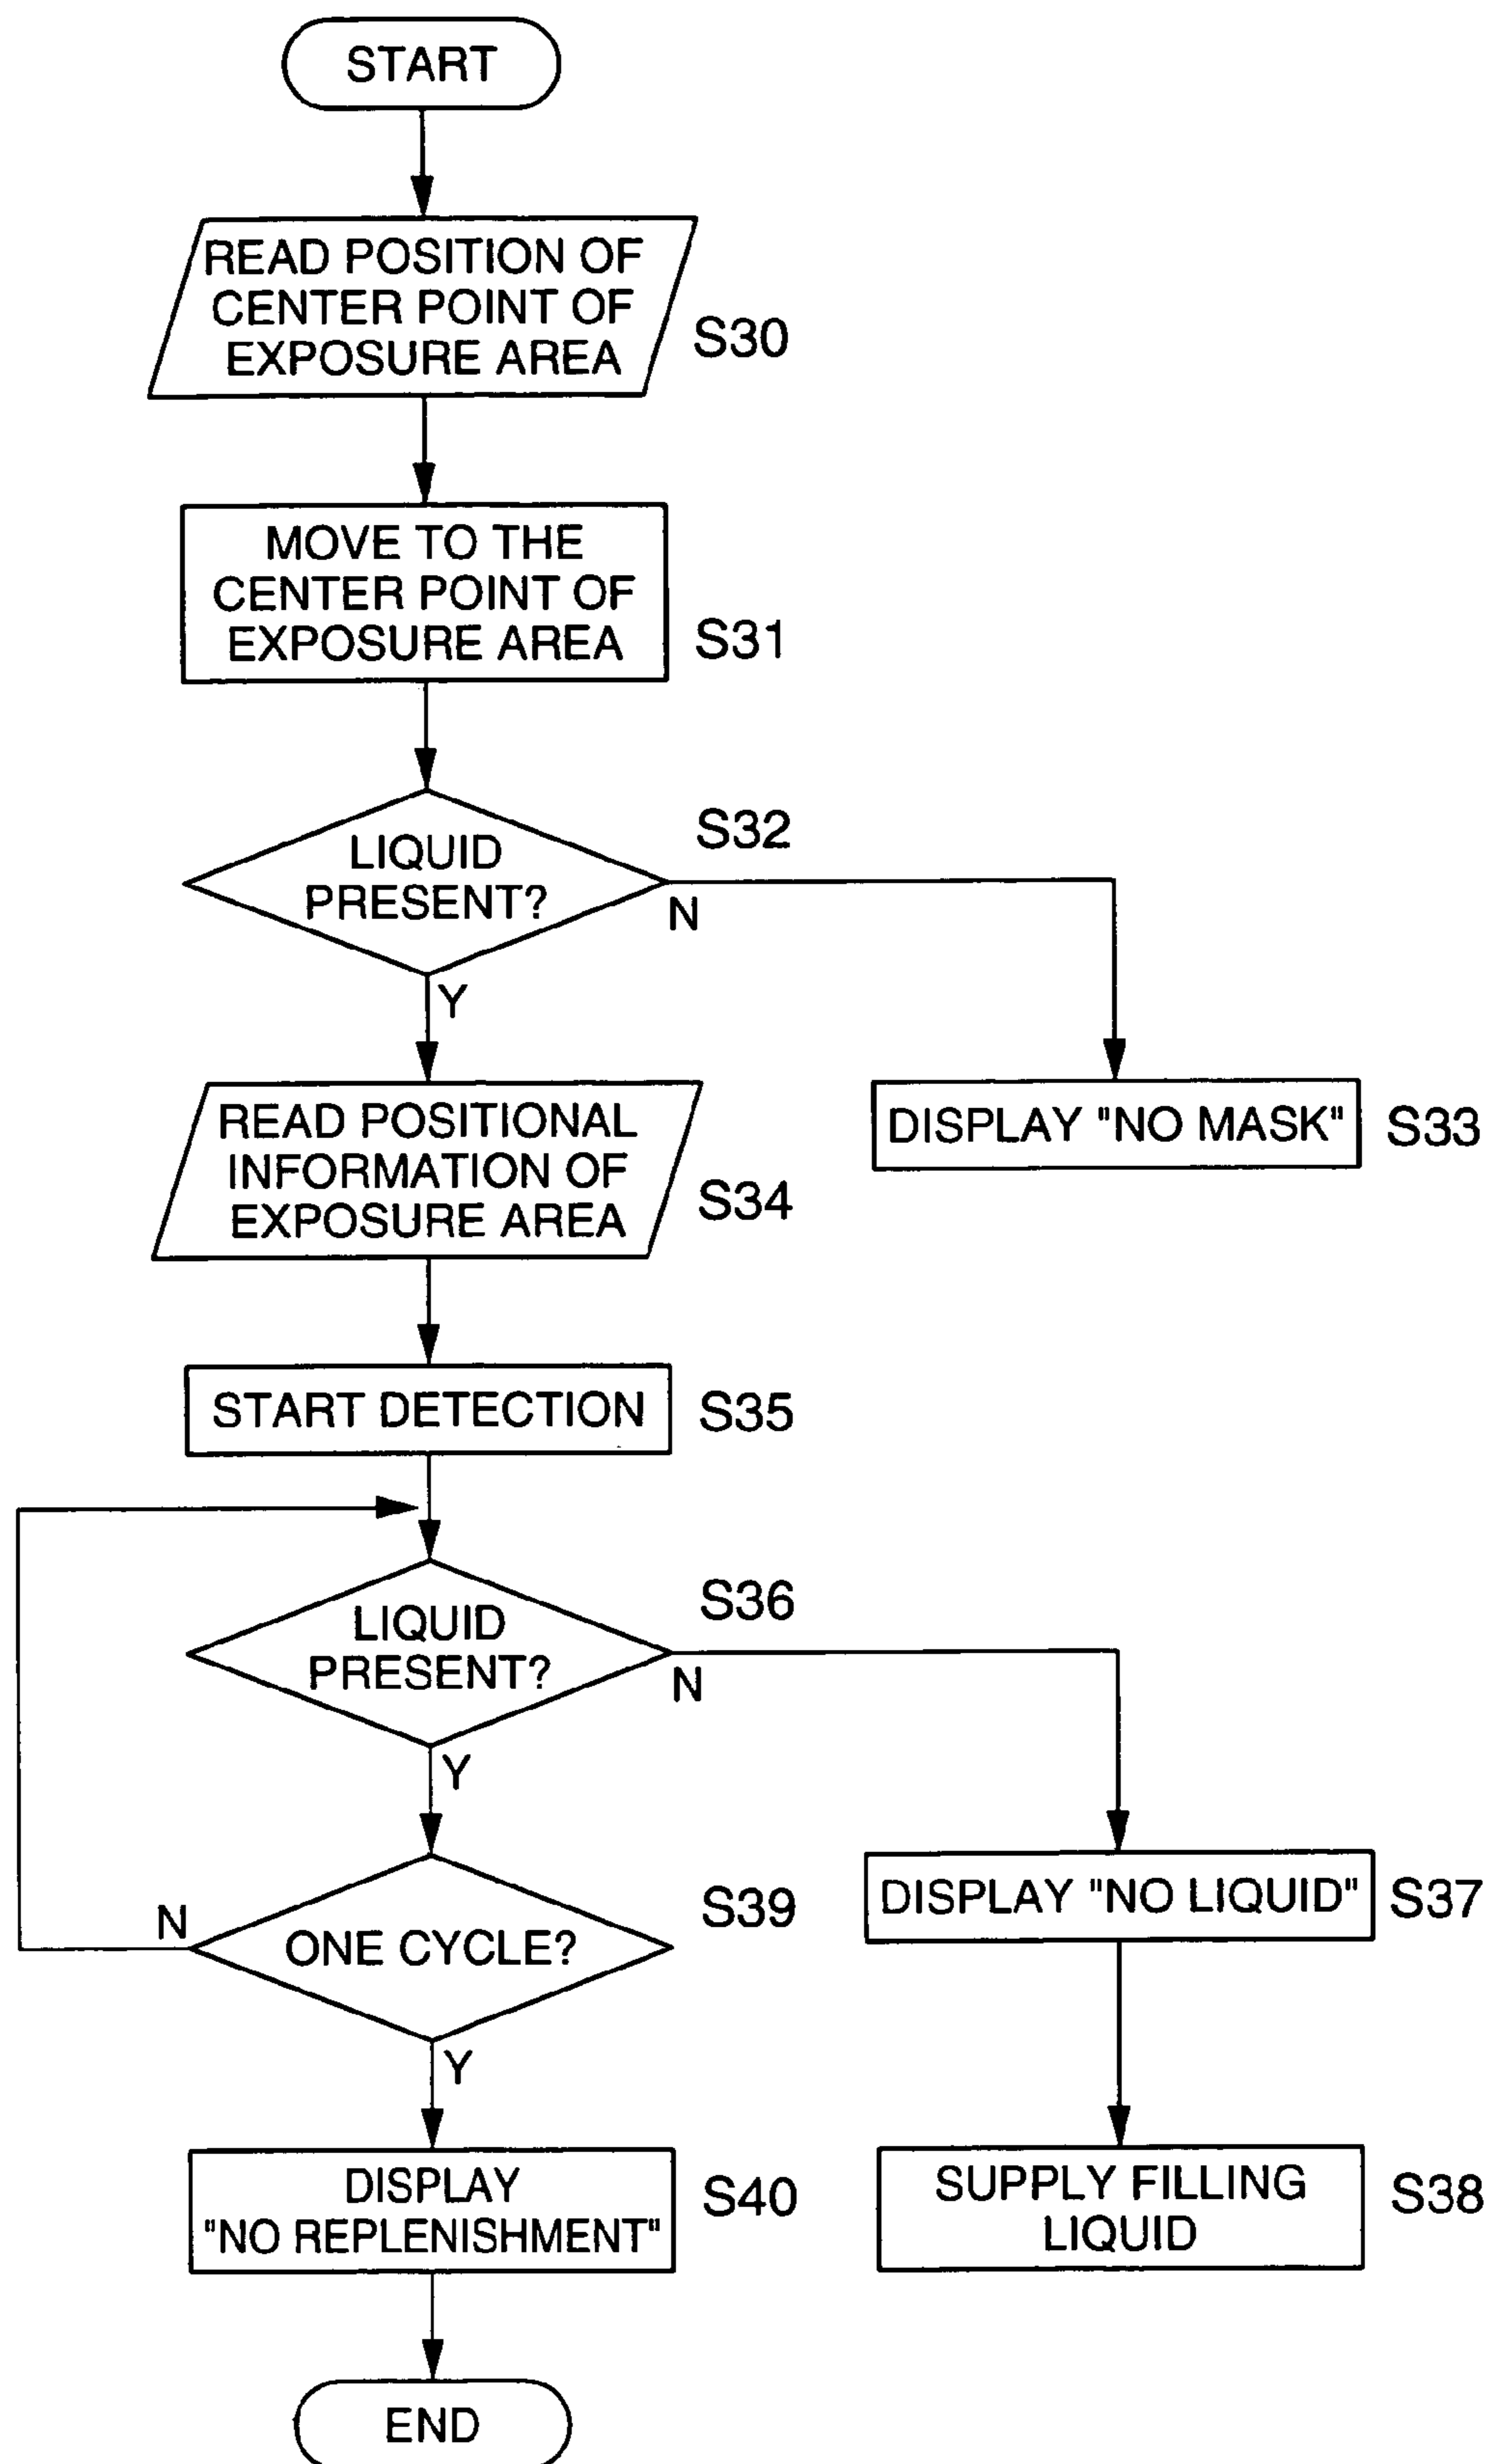 START
READ POSITION OF
CENTER POINT OF
EXPOSURE AREA
S30
MOVE TO THE
CENTER POINT OF
EXPOSURE AREA
S31
LIQUID
PRESENT?
S32
N
Y
DISPLAY "NO MASK"
S33
READ POSITIONAL
INFORMATION OF
EXPOSURE AREA
S34
START DETECTION
S35
LIQUID
PRESENT?
S36
N
Y
DISPLAY "NO LIQUID"
S37
ONE CYCLE?
S39
N
Y
SUPPLY FILLING
LIQUID
S38
DISPLAY
"NO REPLENISHMENT"
S40
END